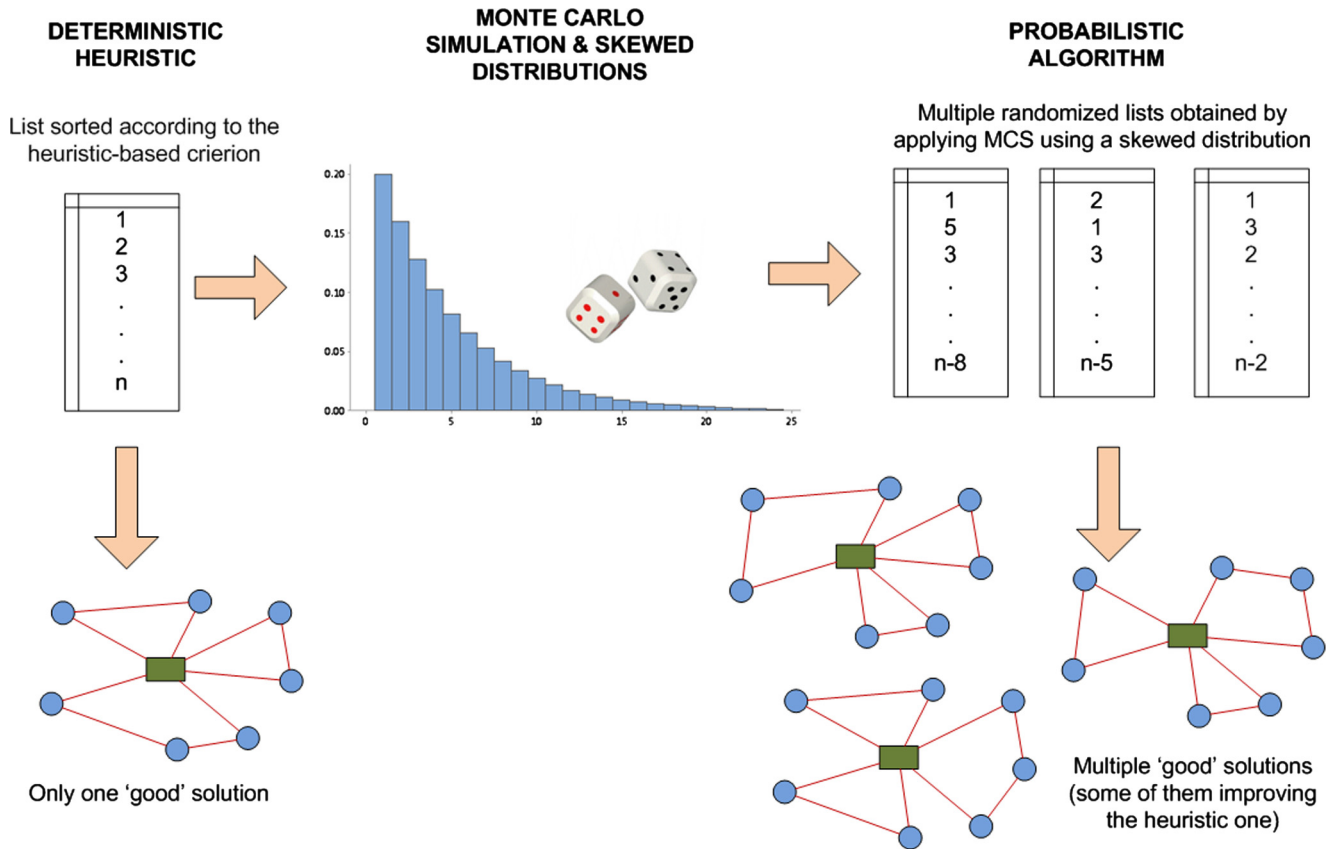 DETERMINISTIC
HEURISTIC
List sorted according to the
heuristic-based crierion
1
2
3
.
.
.
n
Only one ‘good’ solution
MONTE CARLO
SIMULATION & SKEWED
DISTRIBUTIONS
0.20
0.15
0.10
0.05
0.00
0
5
10
15
20
25
PROBABILISTIC
ALGORITHM
Multiple randomized lists obtained by
applying MCS using a skewed distribution
1
5
3
.
.
.
n-8
2
1
3
.
.
.
n-5
1
3
2
.
.
.
n-2
Multiple ‘good’ solutions
(some of them improving
the heuristic one)